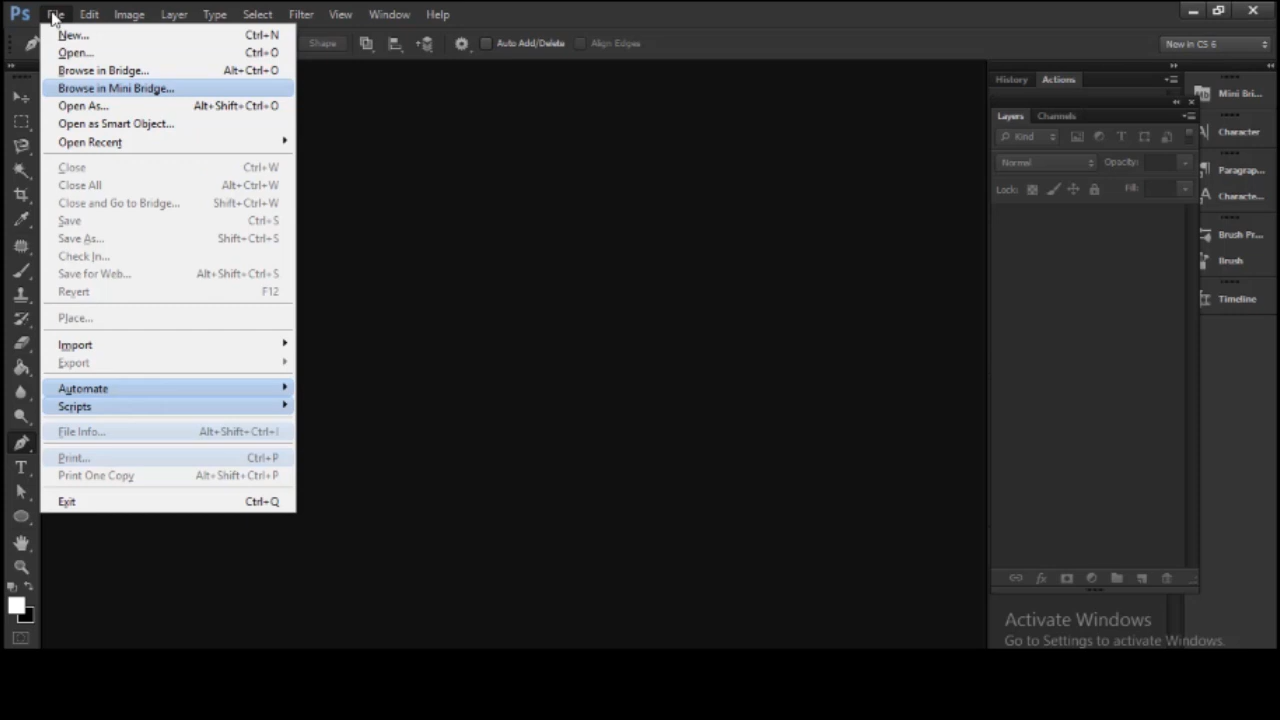 Ps File Edit Image Layer Type Select Filter View Window Help
Shape Auto Add/Delete Align Edges New in CS 6
New... Ctrl+N
Open... Ctrl+O
Browse in Bridge... Alt+Ctrl+O
Browse in Mini Bridge...
Open As... Alt+Shift+Ctrl+O
Open as Smart Object...
Open Recent
Close Ctrl+W
Close All Alt+Ctrl+W
Close and Go to Bridge... Shift+Ctrl+W
Save Ctrl+S
Save As... Shift+Ctrl+S
Check In...
Save for Web... Alt+Shift+Ctrl+S
Revert F12
Place...
Import
Export
Automate
Scripts
File Info... Alt+Shift+Ctrl+I
Print... Ctrl+P
Print One Copy Alt+Shift+Ctrl+P
Exit Ctrl+Q
History Actions
Layers Channels
Kind
Normal Opacity:
Lock: Fill:
Mini Bri...
Character
Paragrap...
Characte...
Brush Pr...
Brush
Timeline
Activate Windows
Go to Settings to activate Windows.